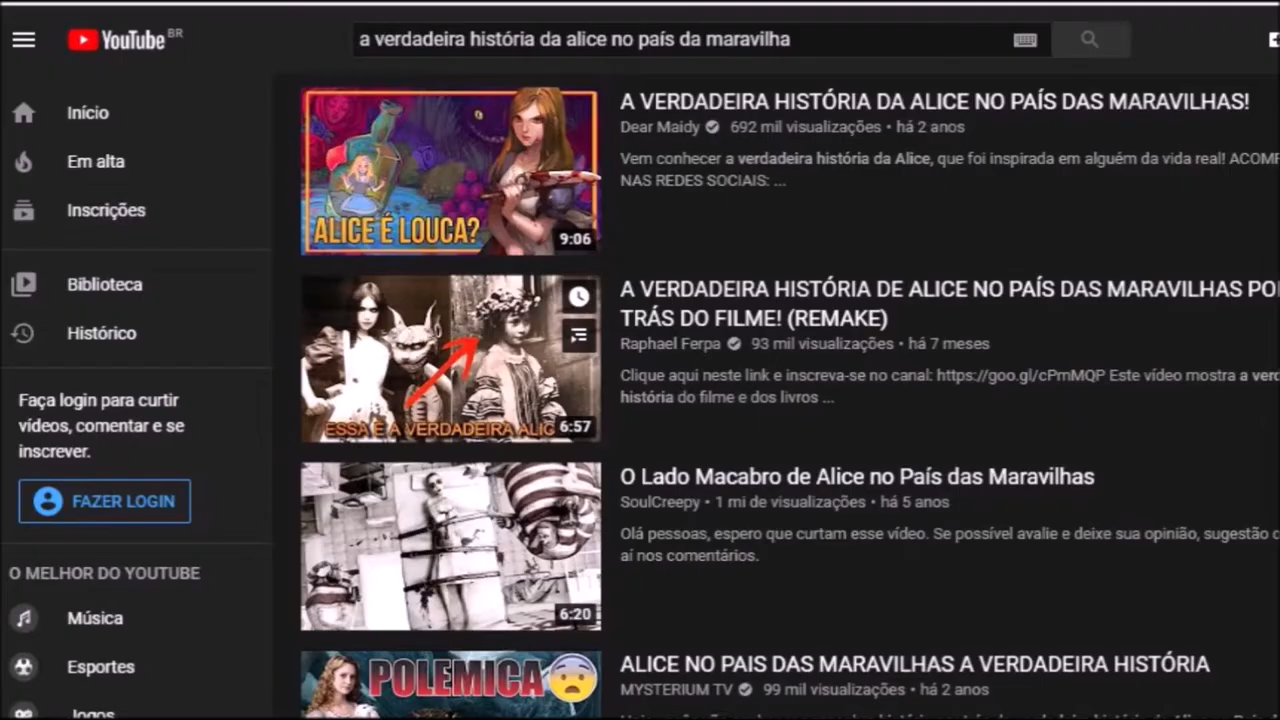 YouTube BR
a verdadeira história da alice no país da maravilha
Início
Em alta
Inscrições
Biblioteca
Histórico
Faça login para curtir
vídeos, comentar e se
inscrever.
FAZER LOGIN
O MELHOR DO YOUTUBE
Música
Esportes
Jogos
ALICE É LOUCA?
9:06
A VERDADEIRA HISTÓRIA DA ALICE NO PAÍS DAS MARAVILHAS!
Dear Maidy 692 mil visualizações • há 2 anos
Vem conhecer a verdadeira história da Alice, que foi inspirada em alguém da vida real!
NAS REDES SOCIAIS: ...
ESSA É A VERDADEIRA ALIC
6:57
A VERDADEIRA HISTÓRIA DE ALICE NO PAÍS DAS MARAVILHAS PO
TRÁS DO FILME! (REMAKE)
Raphael Ferpa 93 mil visualizações • há 7 meses
Clique aqui neste link e inscreva-se no canal: https://goo.gl/cPmMQP Este vídeo mostra a
história do filme e dos livros ...
6:20
O Lado Macabro de Alice no País das Maravilhas
SoulCreepy • 1 mi de visualizações • há 5 anos
Olá pessoas, espero que curtam esse vídeo. Se possível avalie e deixe sua opinião, sugestão
aí nos comentários.
POLEMICA
ALICE NO PAIS DAS MARAVILHAS A VERDADEIRA HISTÓRIA
MYSTERIUM TV 99 mil visualizações • há 2 anos